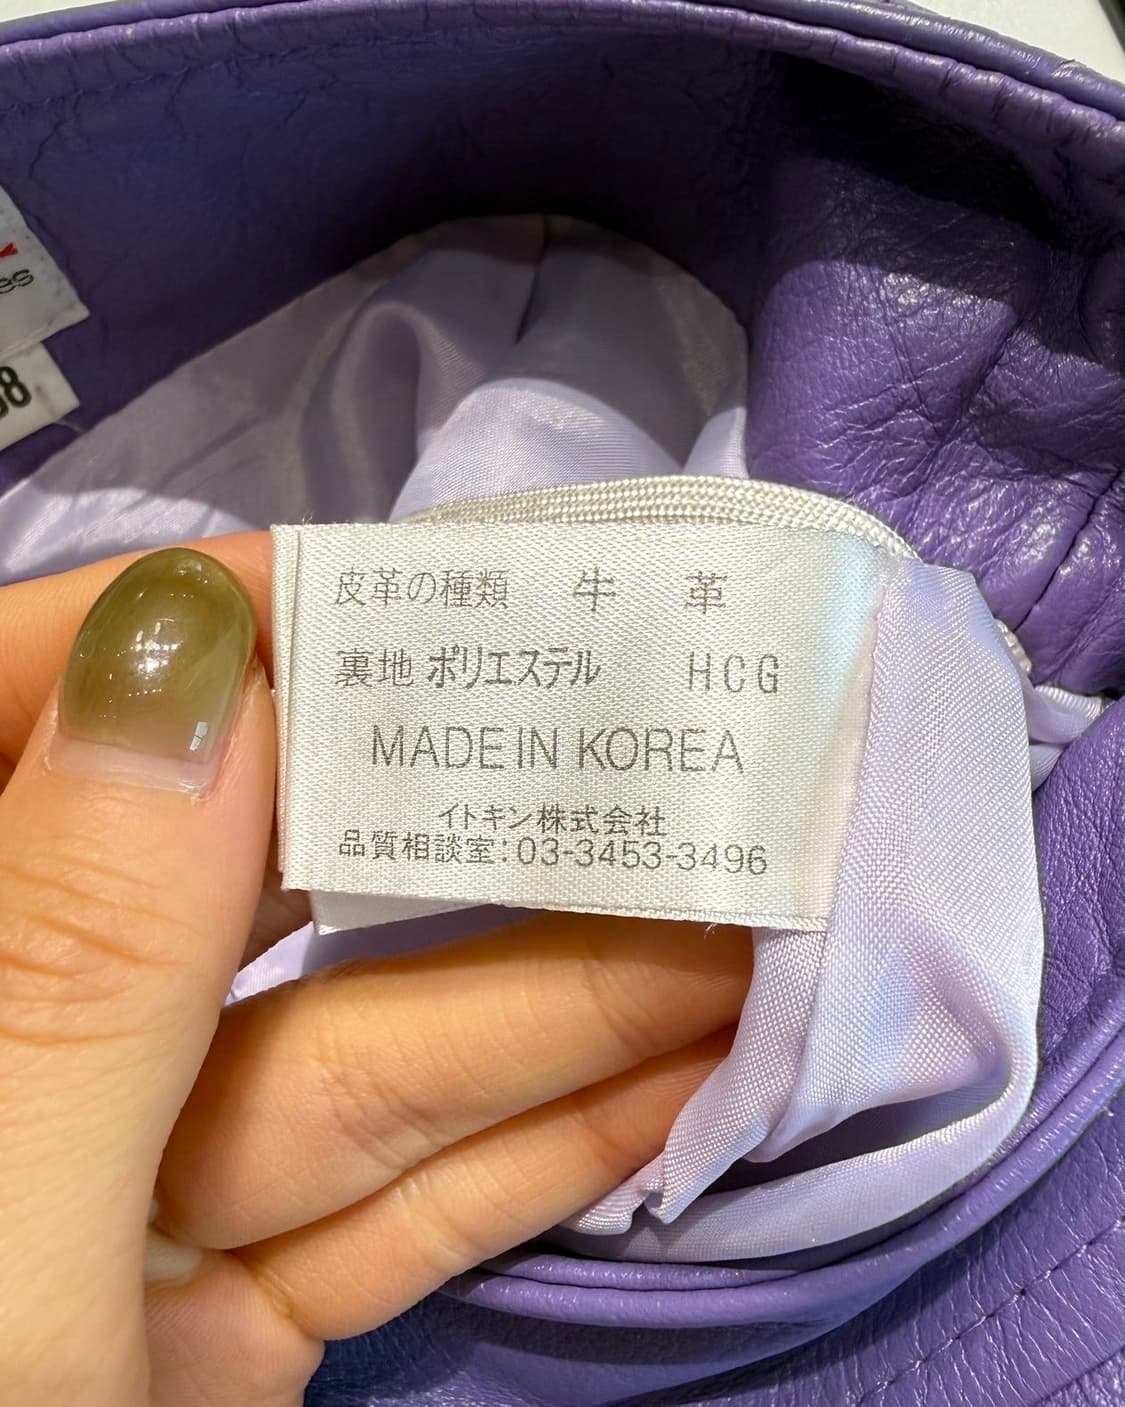 es
皮革の種類 牛 革
裏地 ポリエステル HCG
MADE IN KOREA
イトキン株式会社
品質相談室:03-3453-3496